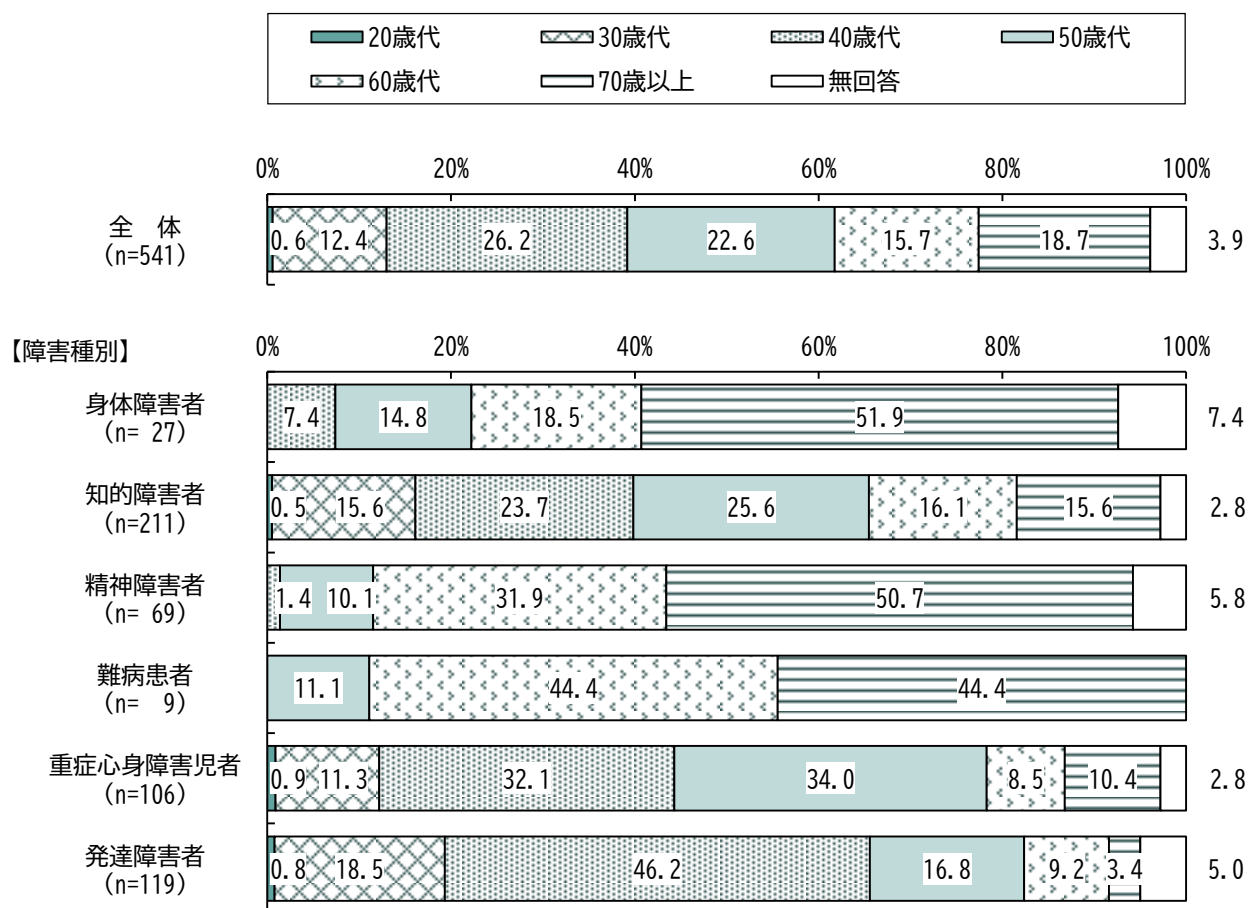 20歳代 30歳代 40歳代 50歳代
60歳代 70歳以上 無回答
0% 20% 40% 60% 80% 100%
全　体
(n=541)
0.6 12.4 26.2 22.6 15.7 18.7 3.9
【障害種別】
0% 20% 40% 60% 80% 100%
身体障害者
(n= 27)
7.4 14.8 18.5 51.9 7.4
知的障害者
(n=211)
0.5 15.6 23.7 25.6 16.1 15.6 2.8
精神障害者
(n= 69)
1.4 10.1 31.9 50.7 5.8
難病患者
(n=  9)
11.1 44.4 44.4
重症心身障害児者
(n=106)
0.9 11.3 32.1 34.0 8.5 10.4 2.8
発達障害者
(n=119)
0.8 18.5 46.2 16.8 9.2 3.4 5.0